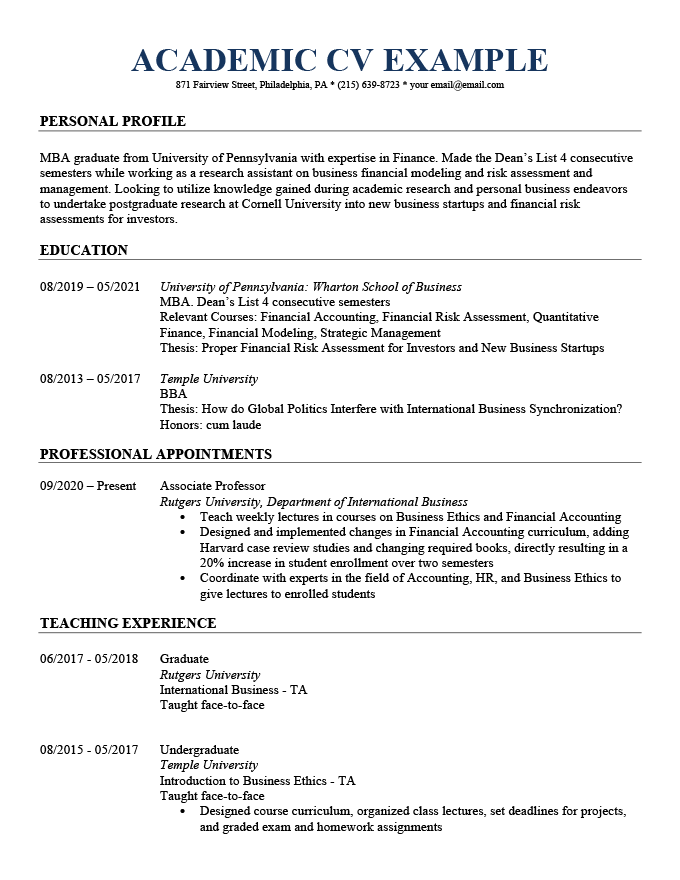 ACADEMIC CV EXAMPLE
871 Fairview Street, Philadelphia, PA * (215) 639-8723 * your email@email.com
PERSONAL PROFILE
MBA graduate from University of Pennsylvania with expertise in Finance. Made the Dean’s List 4 consecutive
semesters while working as a research assistant on business financial modeling and risk assessment and
management. Looking to utilize knowledge gained during academic research and personal business endeavors
to undertake postgraduate research at Cornell University into new business startups and financial risk
assessments for investors.
EDUCATION
08/2019 – 05/2021 University of Pennsylvania: Wharton School of Business
MBA. Dean’s List 4 consecutive semesters
Relevant Courses: Financial Accounting, Financial Risk Assessment, Quantitative
Finance, Financial Modeling, Strategic Management
Thesis: Proper Financial Risk Assessment for Investors and New Business Startups
08/2013 – 05/2017 Temple University
BBA
Thesis: How do Global Politics Interfere with International Business Synchronization?
Honors: cum laude
PROFESSIONAL APPOINTMENTS
09/2020 – Present Associate Professor
Rutgers University, Department of International Business
• Teach weekly lectures in courses on Business Ethics and Financial Accounting
• Designed and implemented changes in Financial Accounting curriculum, adding
Harvard case review studies and changing required books, directly resulting in a
20% increase in student enrollment over two semesters
• Coordinate with experts in the field of Accounting, HR, and Business Ethics to
give lectures to enrolled students
TEACHING EXPERIENCE
06/2017 - 05/2018 Graduate
Rutgers University
International Business - TA
Taught face-to-face
08/2015 - 05/2017 Undergraduate
Temple University
Introduction to Business Ethics - TA
Taught face-to-face
• Designed course curriculum, organized class lectures, set deadlines for projects,
and graded exam and homework assignments